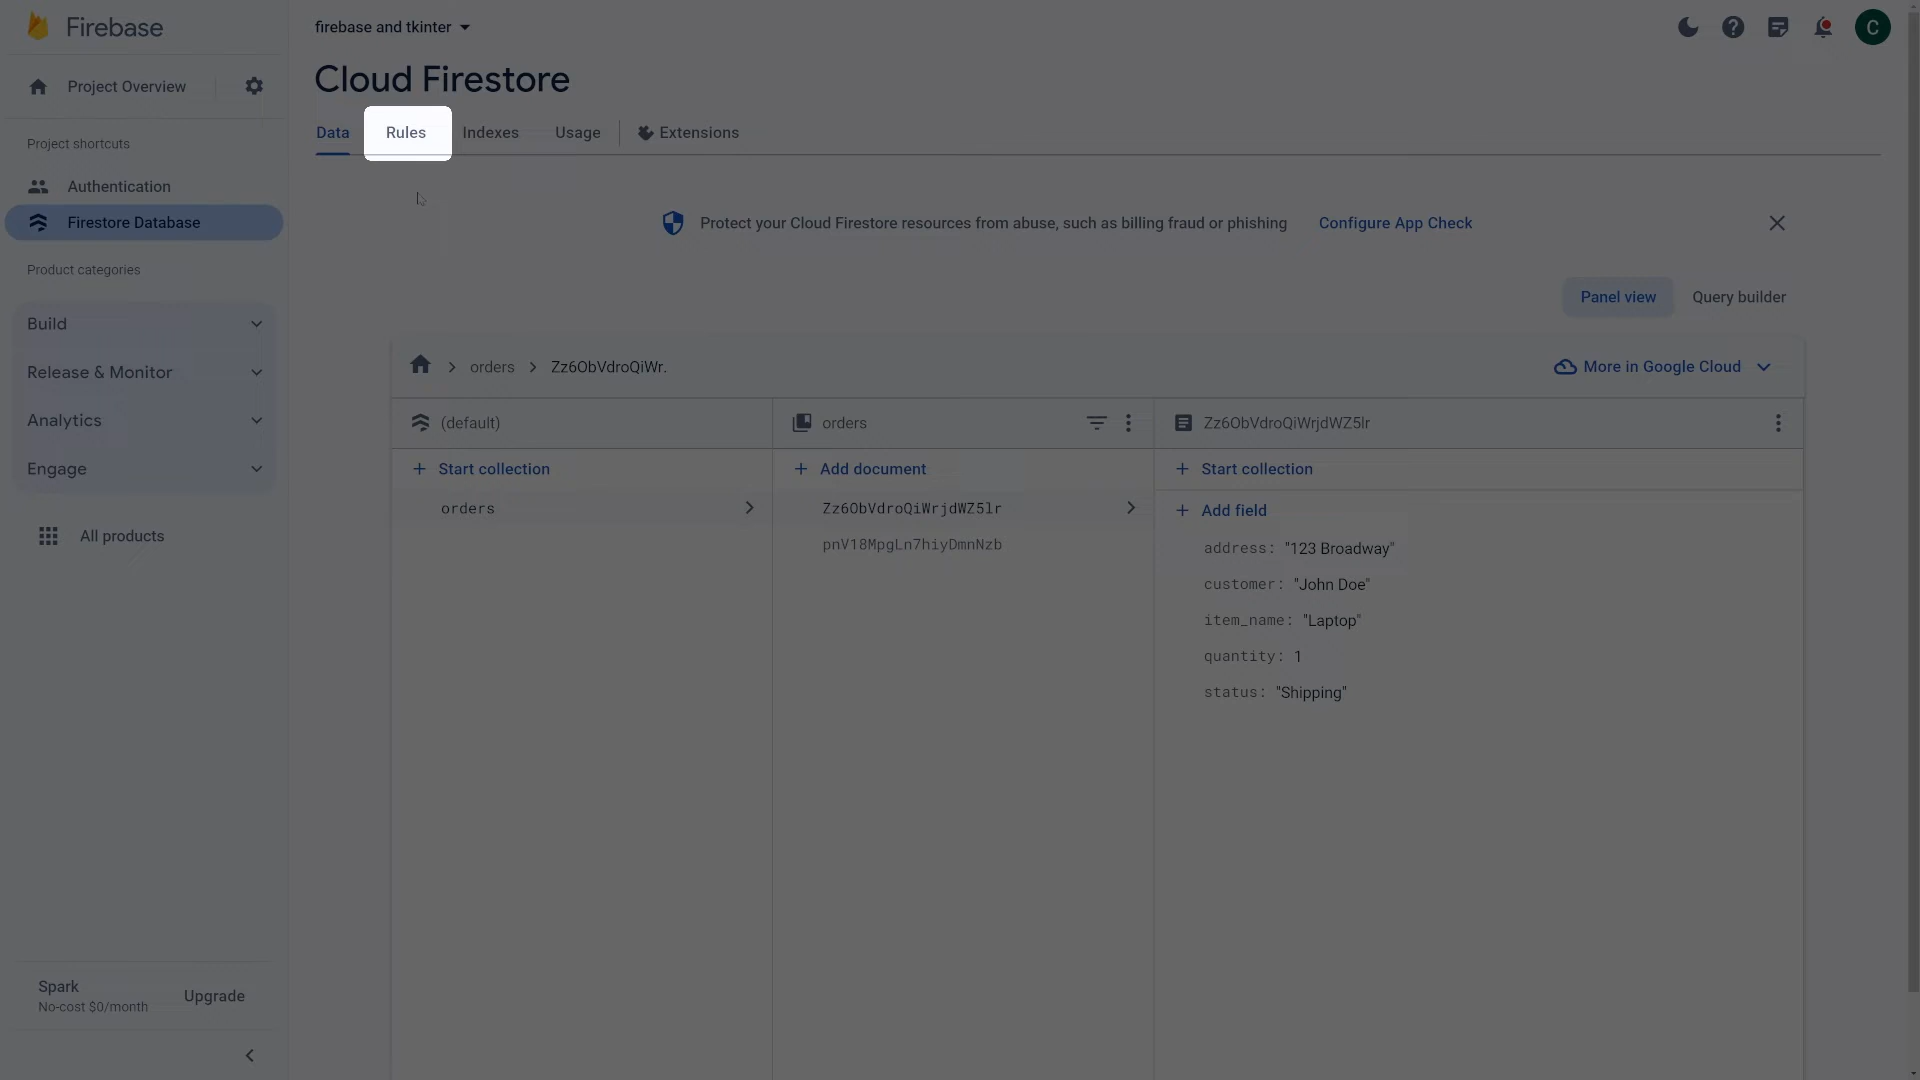 Firebase
firebase and tkinter
C
Project Overview
Cloud Firestore
Data Rules Indexes Usage Extensions
Project shortcuts
Authentication
Firestore Database
Protect your Cloud Firestore resources from abuse, such as billing fraud or phishing Configure App Check
Product categories
Panel view Query builder
Build
Release & Monitor
Analytics
Engage
All products
orders > Zz6ObVdroQiWr.
More in Google Cloud
(default)
orders
Zz6ObVdroQiWrjdWZ5lr
+ Start collection
+ Add document
+ Start collection
orders
Zz6ObVdroQiWrjdWZ5lr
pnV18MpgLn7hiyDmnNzb
+ Add field
address: "123 Broadway"
customer: "John Doe"
item_name: "Laptop"
quantity: 1
status: "Shipping"
Spark
No-cost $0/month
Upgrade